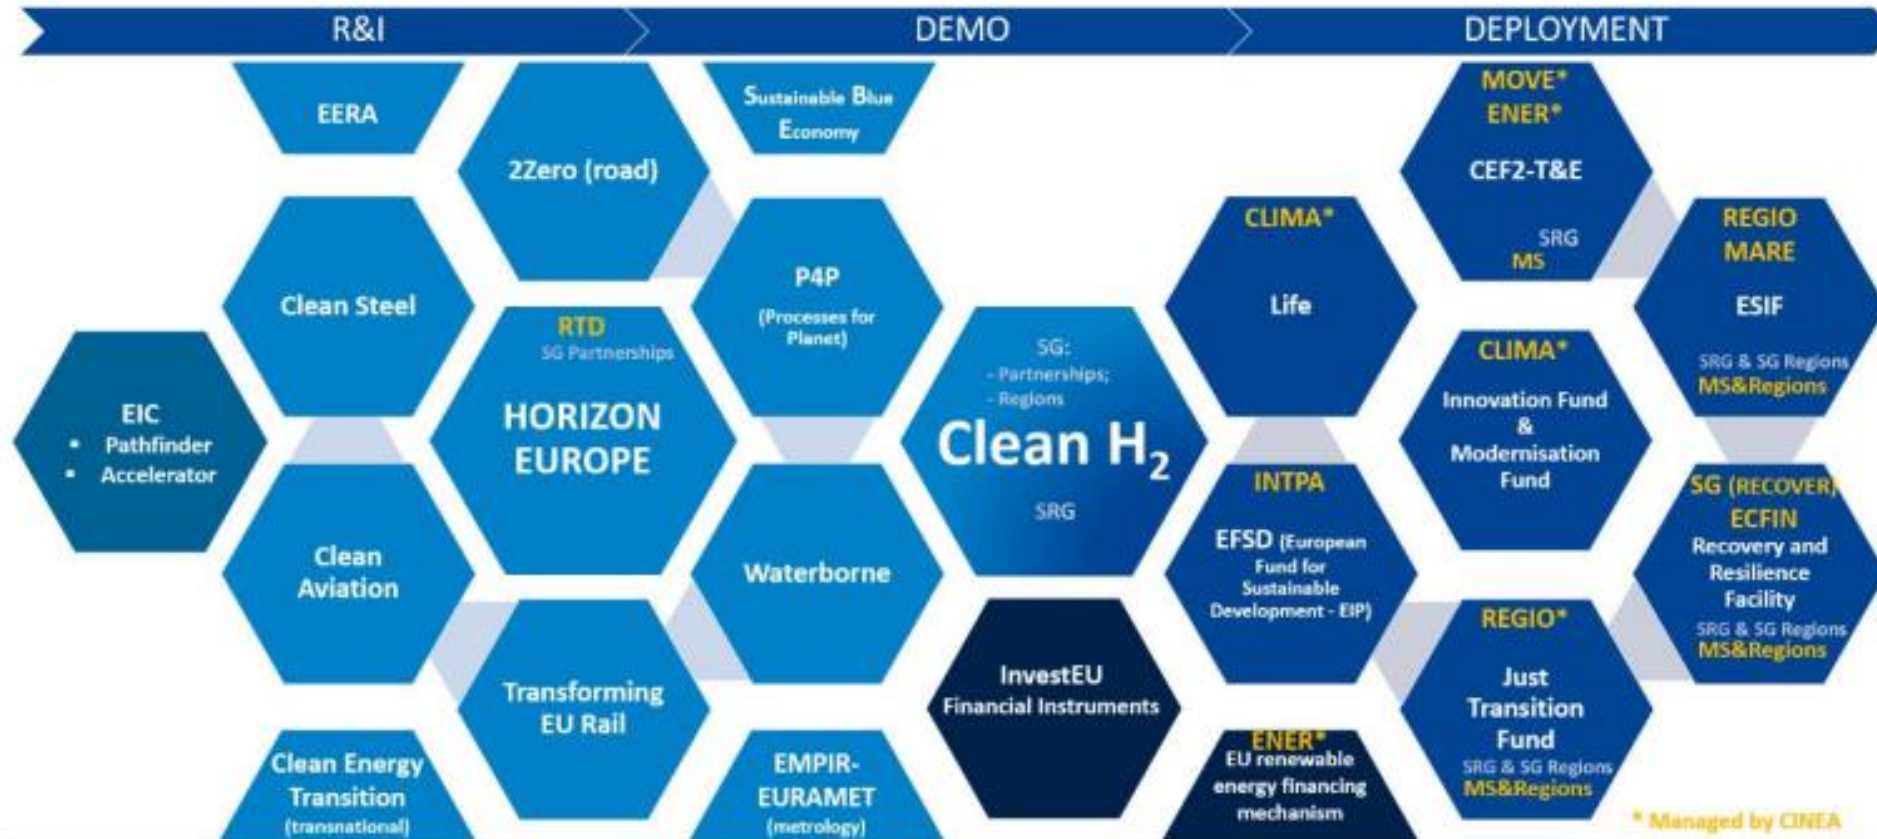 R&I
DEMO
DEPLOYMENT
EERA
2Zero (road)
Sustainable Blue
Economy
MOVE*
ENER*
CEF2-T&E
SRG
MS
Clean Steel
P4P
(Processes for
Planet)
CLIMA*
Life
REGIO
MARE
ESIF
SRG & SG Regions
MS&Regions
EIC
▪ Pathfinder
▪ Accelerator
RTD
SG Partnerships
HORIZON
EUROPE
SG:
- Partnerships;
- Regions
Clean H₂
SRG
CLIMA*
Innovation Fund
&
Modernisation
Fund
Clean
Aviation
Waterborne
INTPA
EFSD (European
Fund for
Sustainable
Development - EIP)
SG (RECOVER)
ECFIN
Recovery and
Resilience
Facility
SRG & SG Regions
MS&Regions
Transforming
EU Rail
InvestEU
Financial Instruments
REGIO*
Just
Transition
Fund
SRG & SG Regions
MS&Regions
Clean Energy
Transition
(transnational)
EMPIR-
EURAMET
(metrology)
ENER*
EU renewable
energy financing
mechanism
* Managed by CINEA